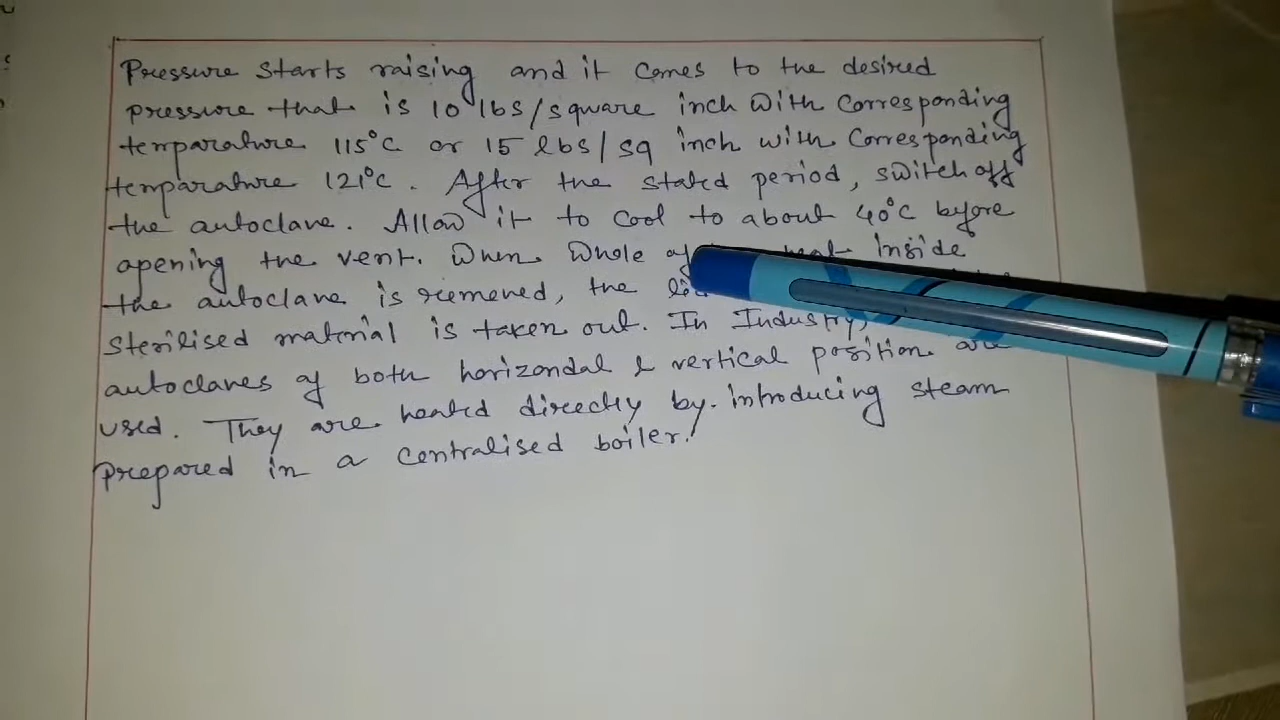 Pressure starts raising and it comes to the desired
pressure that is 10 lbs/square inch with corresponding
temparature 115°C or 15 lbs/sq inch with corresponding
temparature 121°C. After the stated period, switch off
the autoclave. Allow it to cool to about 40°C before
opening the vent. When whole of heat inside
the autoclave is removed, the
sterilised material is taken out. In Industry,
autoclaves of both horizondal & vertical position are
used. They are heated directly by introducing steam
prepared in a centralised boiler.